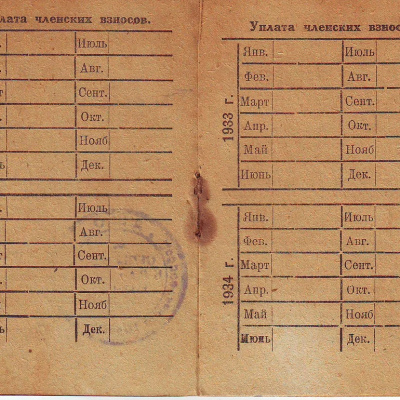 лата членских взносов.
Июль
Авг.
Сент.
Окт.
Нояб
Дек.
Июль
Авг.
Сент.
Окт.
Нояб
Дек.
Уплата членских взнос
1933 г.
Янв. Июль
Фев. Авг.
Март Сент.
Апр. Окт.
Май Нояб
Июнь Дек.
1934 г.
Янв. Июль
Фев. Авг.
Март Сент.
Апр. Окт.
Май Нояб
Июнь Дек.